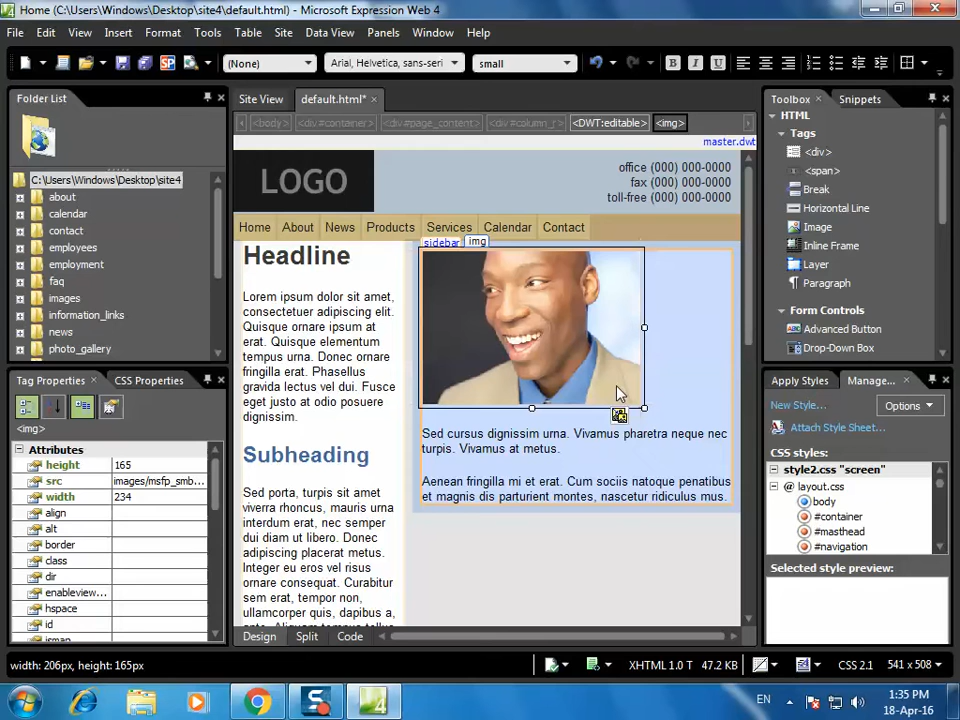 Home (C:\Users\Windows\Desktop\site4\default.html) - Microsoft Expression Web 4
File Edit View Insert Format Tools Table Site Data View Panels Window Help
(None) Arial, Helvetica, sans-seri small B I U
Folder List
C:\Users\Windows\Desktop\site4
about
calendar
contact
employees
employment
faq
images
information_links
news
photo_gallery
Tag Properties CSS Properties
<img>
Attributes
height 165
src images/msfp_smb...
width 234
align
alt
border
class
dir
enableview...
hspace
id
ismap
Site View default.html*
<body> <div#container> <div#page_content> <div#column_r> <DWT:editable> <img>
master.dwt
LOGO
office (000) 000-0000
fax (000) 000-0000
toll-free (000) 000-0000
Home About News Products Services Calendar Contact
sidebar img
Headline
Lorem ipsum dolor sit amet,
consectetuer adipiscing elit.
Quisque ornare ipsum at
erat. Quisque elementum
tempus urna. Donec ornare
fringilla erat. Phasellus
gravida lectus vel dui. Fusce
eget justo at odio posuere
dignissim.
Subheading
Sed porta, turpis sit amet
viverra rhoncus, mauris urna
interdum erat, nec semper
dui diam ut libero. Donec
adipiscing placerat metus.
Integer eu eros vel risus
ornare consequat. Curabitur
sem erat, tempor non,
ullamcorper quis, dapibus a,
Sed cursus dignissim urna. Vivamus pharetra neque nec
turpis. Vivamus at metus.
Aenean fringilla mi et erat. Cum sociis natoque penatibus
et magnis dis parturient montes, nascetur ridiculus mus.
Design Split Code
Toolbox Snippets
HTML
Tags
<div>
<span>
Break
Horizontal Line
Image
Inline Frame
Layer
Paragraph
Form Controls
Advanced Button
Drop-Down Box
Apply Styles Manage...
New Style... Options
Attach Style Sheet...
CSS styles:
style2.css "screen"
@ layout.css
body
#container
#masthead
#navigation
Selected style preview:
width: 206px, height: 165px XHTML 1.0 T 47.2 KB CSS 2.1 541 x 508
EN 1:35 PM
18-Apr-16